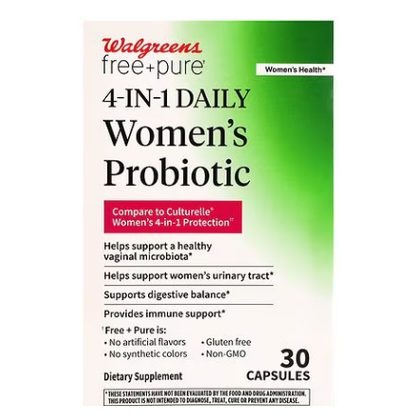 Walgreens
free+pure†
Women's Health*
4-IN-1 DAILY
Women's
Probiotic
Compare to Culturelle®
Women's 4-in-1 Protection**
Helps support a healthy
vaginal microbiota*
Helps support women's urinary tract*
Supports digestive balance*
Provides immune support*
†Free + Pure is:
• No artificial flavors • Gluten free
• No synthetic colors • Non-GMO
30
Dietary Supplement CAPSULES
*THESE STATEMENTS HAVE NOT BEEN EVALUATED BY THE FOOD AND DRUG ADMINISTRATION.
THIS PRODUCT IS NOT INTENDED TO DIAGNOSE, TREAT, CURE OR PREVENT ANY DISEASE.